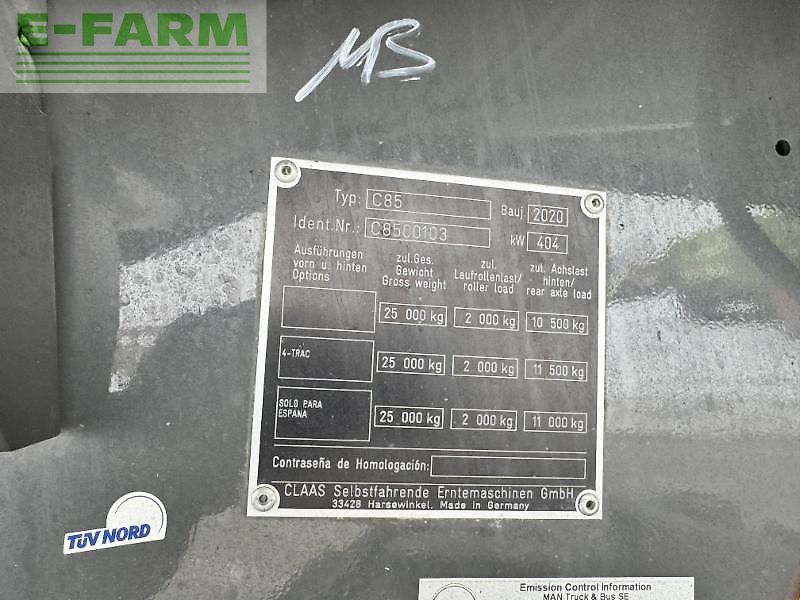 E-FARM
MB
Typ: C85 Bauj 2020
Ident.Nr.: C8500103 kW 404
Ausführungen vorn u. hinten Options
zul. Ges. Gewicht Gross weight
zul. Laufrollenlast/ roller load
zul. Achslast hinten/ rear axle load
25 000 kg 2 000 kg 10 500 kg
4-TRAC 25 000 kg 2 000 kg 11 500 kg
SOLO PARA ESPANA 25 000 kg 2 000 kg 11 000 kg
Contraseña de Homologación:
CLAAS Selbstfahrende Erntemaschinen GmbH
33428 Harsewinkel, Made in Germany
TÜV NORD
Emission Control Information
MAN Truck & Bus SE